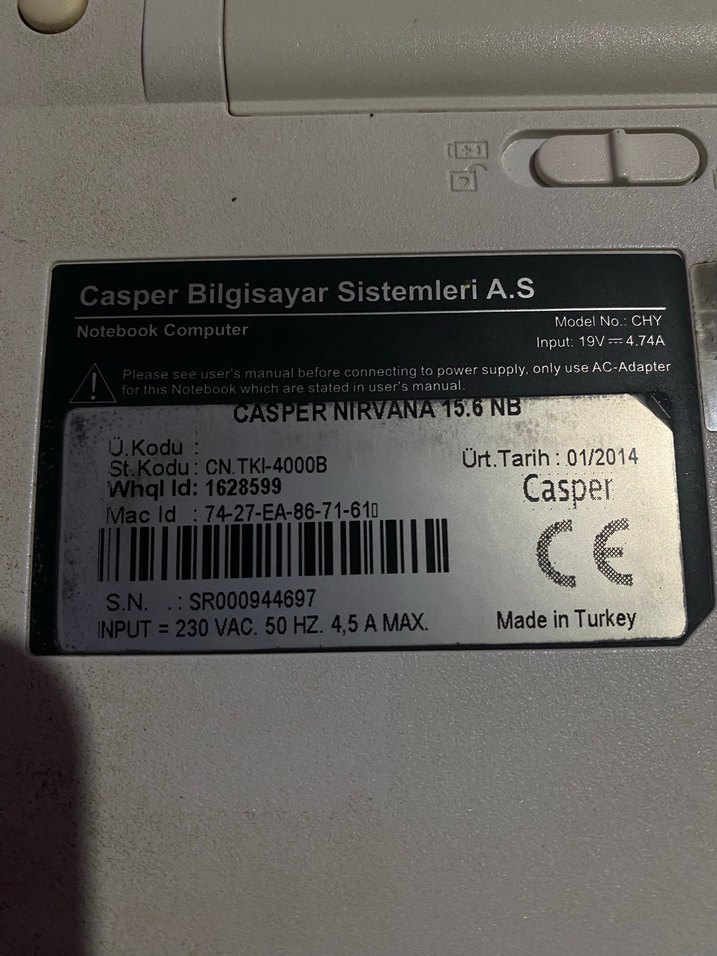 Casper Bilgisayar Sistemleri A.S
Notebook Computer
Model No.: CHY
Input: 19V ⎓ 4.74A
Please see user's manual before connecting to power supply, only use AC-Adapter
for this Notebook which are stated in user's manual.
CASPER NIRVANA 15.6 NB
Ü.Kodu :
St.Kodu : CN.TKI-4000B
Ürt.Tarih : 01/2014
Whql Id: 1628599
Casper
Mac Id : 74-27-EA-86-71-61▯
CE
S.N. .: SR000944697
INPUT = 230 VAC. 50 HZ. 4,5 A MAX.
Made in Turkey